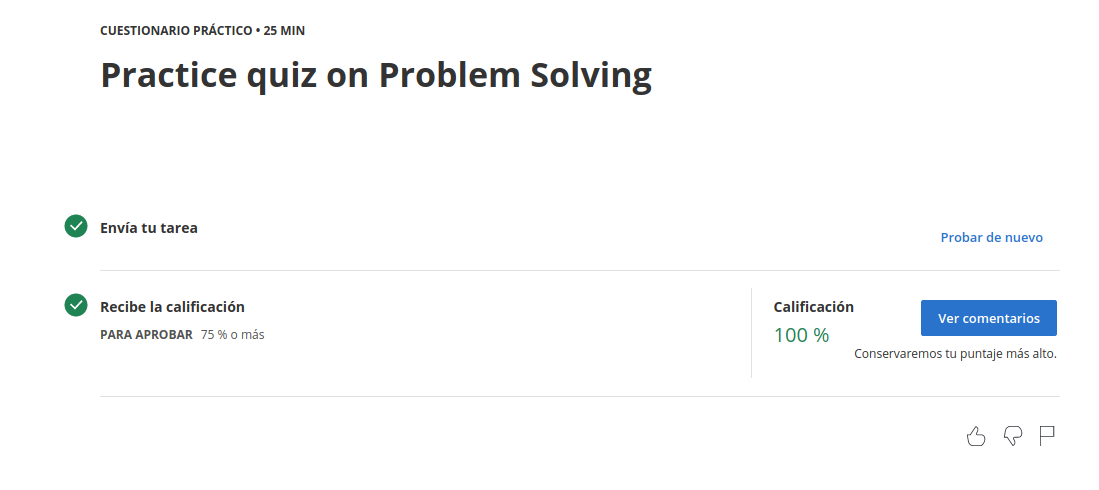 CUESTIONARIO PRÁCTICO • 25 MIN
Practice quiz on Problem Solving
Envía tu tarea
Probar de nuevo
Recibe la calificación
PARA APROBAR 75 % o más
Calificación
100 %
Ver comentarios
Conservaremos tu puntaje más alto.